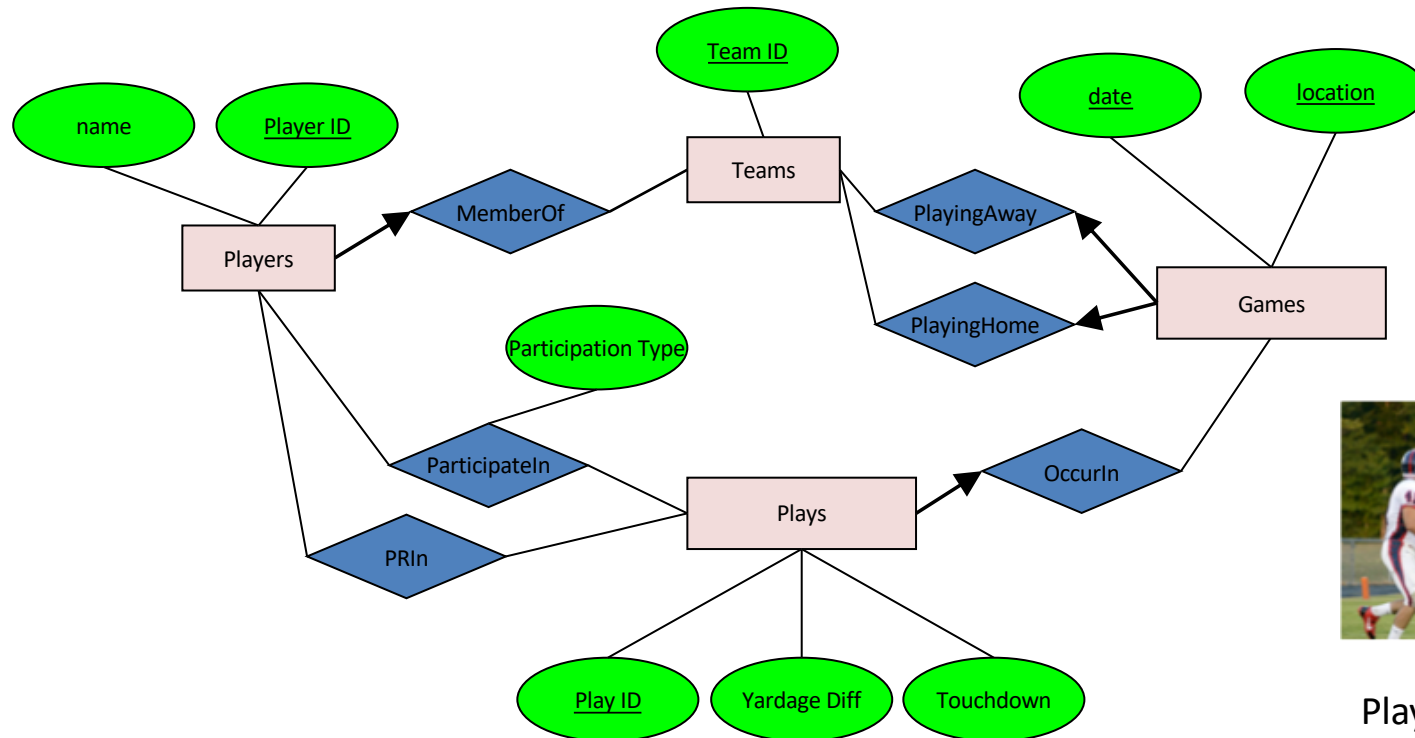 Team ID
date
location
name
Player ID
Teams
MemberOf
PlayingAway
Players
Games
PlayingHome
Participation Type
ParticipateIn
OccurIn
Plays
PRIn
Play ID
Yardage Diff
Touchdown
Play